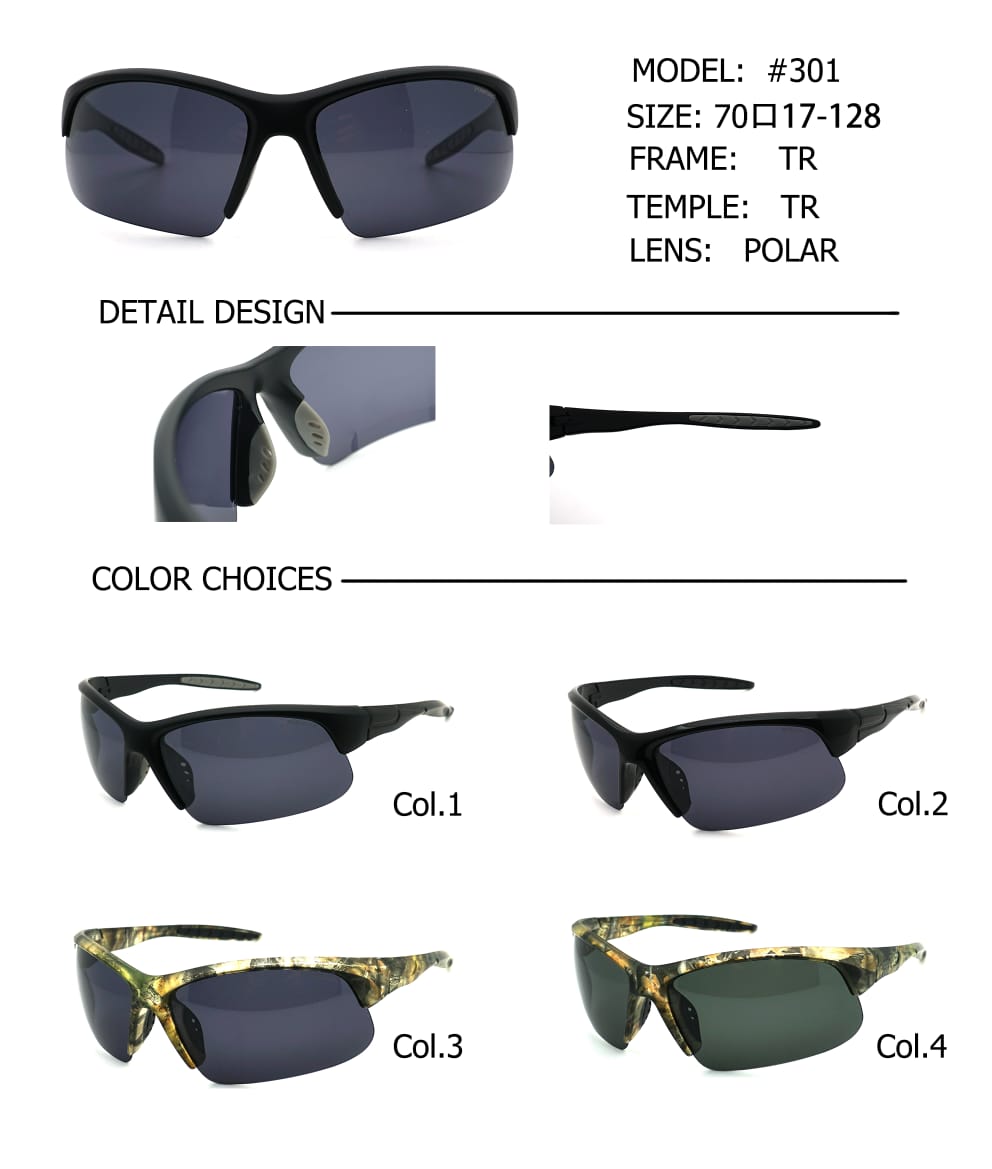 MODEL: #301
SIZE: 70口17-128
FRAME: TR
TEMPLE: TR
LENS: POLAR
DETAIL DESIGN
COLOR CHOICES
Col.1
Col.2
Col.3
Col.4